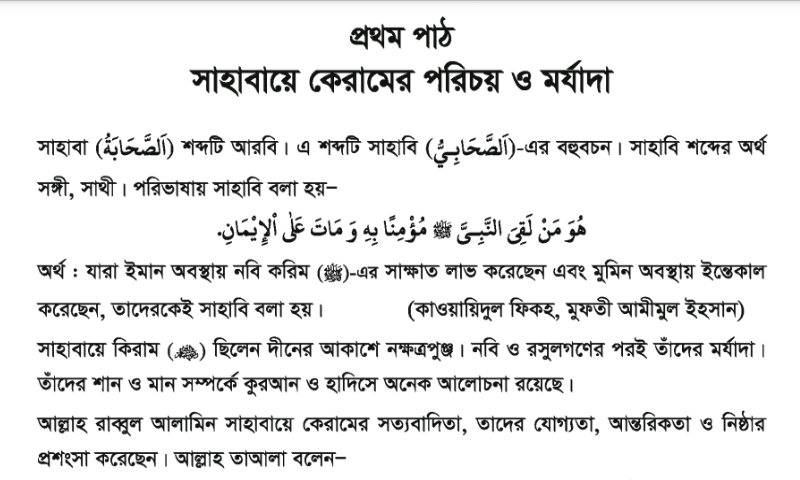 প্রথম পাঠ
সাহাবায়ে কেরামের পরিচয় ও মর্যাদা
সাহাবা (اَلصَّحَابَةُ) শব্দটি আরবি। এ শব্দটি সাহাবি (اَلصَّحَابِيُّ)-এর বহুবচন। সাহাবি শব্দের অর্থ
সঙ্গী, সাথী। পরিভাষায় সাহাবি বলা হয়–
هُوَ مَنْ لَقِىَ النَّبِىَّ ﷺ مُؤْمِنًا بِهٖ وَ مَاتَ عَلٰى الْإِيْمَانِ.
অর্থ : যারা ইমান অবস্থায় নবি করিম (ﷺ)-এর সাক্ষাত লাভ করেছেন এবং মুমিন অবস্থায় ইন্তেকাল
করেছেন, তাদেরকেই সাহাবি বলা হয়। (কাওয়ায়িদুল ফিকহ, মুফতী আমীমুল ইহসান)
সাহাবায়ে কিরাম () ছিলেন দীনের আকাশে নক্ষত্রপুঞ্জ। নবি ও রসুলগণের পরই তাঁদের মর্যাদা।
তাঁদের শান ও মান সম্পর্কে কুরআন ও হাদিসে অনেক আলোচনা রয়েছে।
আল্লাহ রাব্বুল আলামিন সাহাবায়ে কেরামের সত্যবাদিতা, তাদের যোগ্যতা, আন্তরিকতা ও নিষ্ঠার
প্রশংসা করেছেন। আল্লাহ তাআলা বলেন–